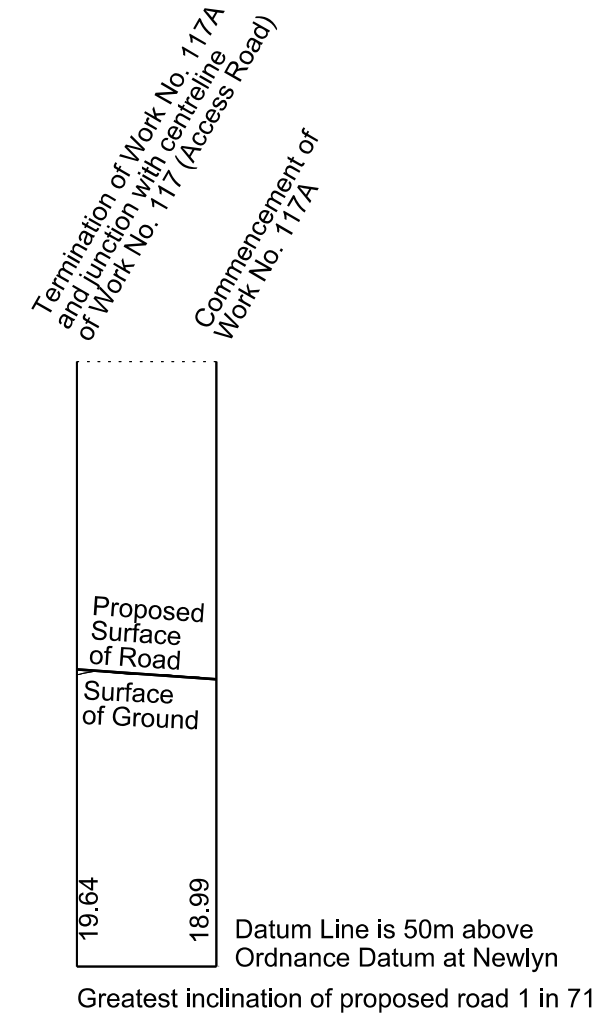 Termination of Work No. 117A
and junction with centreline
of Work No. 117 (Access Road)
Commencement of
Work No. 117A
Proposed
Surface
of Road
Surface
of Ground
19.64
18.99
Datum Line is 50m above
Ordnance Datum at Newlyn
Greatest inclination of proposed road 1 in 71